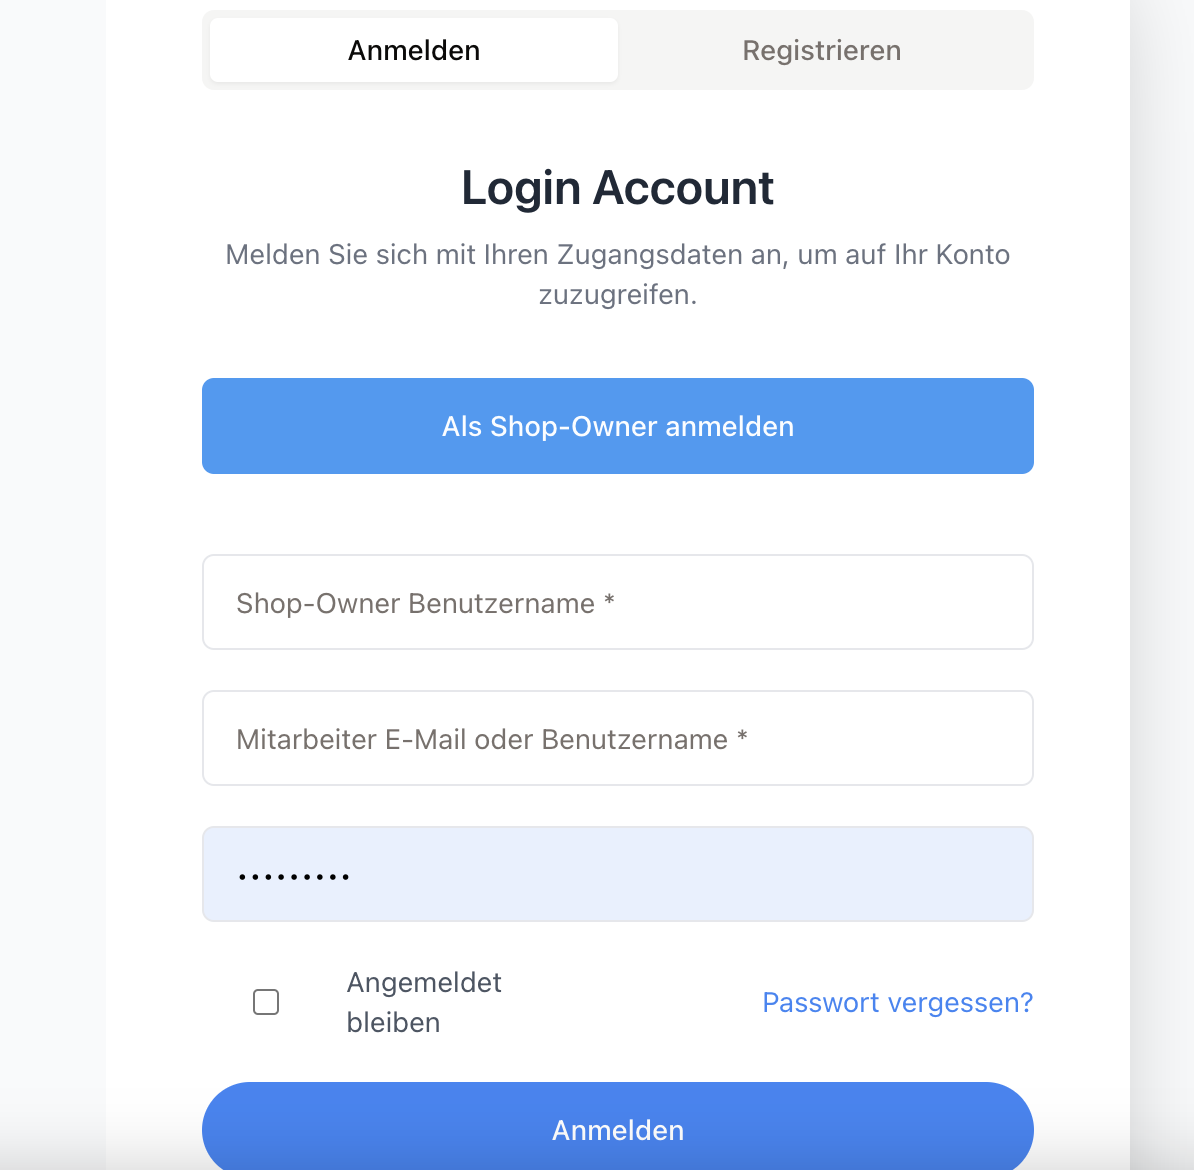 Anmelden
Registrieren
Login Account
Melden Sie sich mit Ihren Zugangsdaten an, um auf Ihr Konto
zuzugreifen.
Als Shop-Owner anmelden
Shop-Owner Benutzername *
Mitarbeiter E-Mail oder Benutzername *
•••••••••
Angemeldet
bleiben
Passwort vergessen?
Anmelden